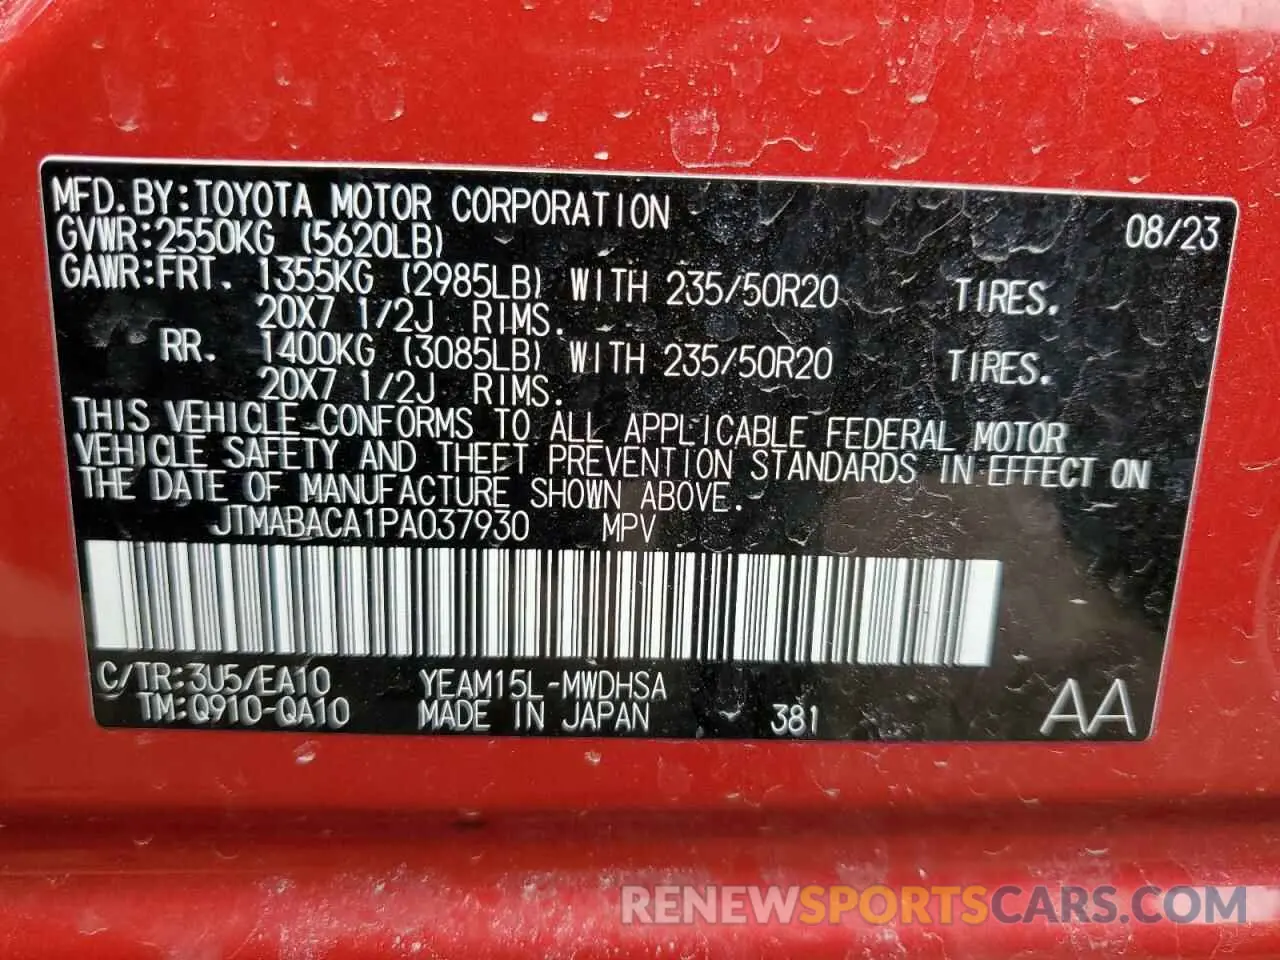 MFD.BY:TOYOTA MOTOR CORPORATION 08/23
GVWR:2550KG (5620LB)
GAWR:FRT. 1355KG (2985LB) WITH 235/50R20 TIRES.
20X7 1/2J RIMS.
RR. 1400KG (3085LB) WITH 235/50R20 TIRES.
20X7 1/2J RIMS.
THIS VEHICLE CONFORMS TO ALL APPLICABLE FEDERAL MOTOR
VEHICLE SAFETY AND THEFT PREVENTION STANDARDS IN EFFECT ON
THE DATE OF MANUFACTURE SHOWN ABOVE.
JTMABACA1PA037930 MPV
C/TR:3U5/EA10 YEAM15L-MWDHSA
TM:Q910-QA10 MADE IN JAPAN 381 AA
RENEWSPORTSCARS.COM